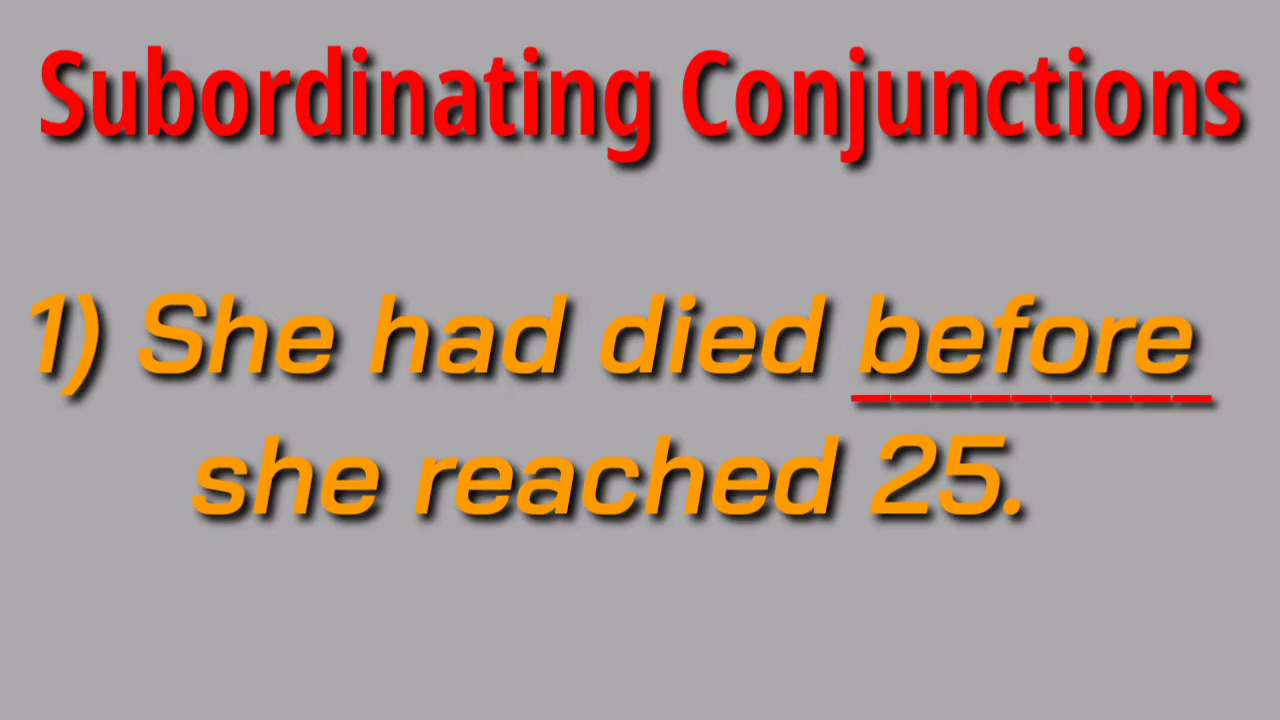 Subordinating Conjunctions
1) She had died before
she reached 25.